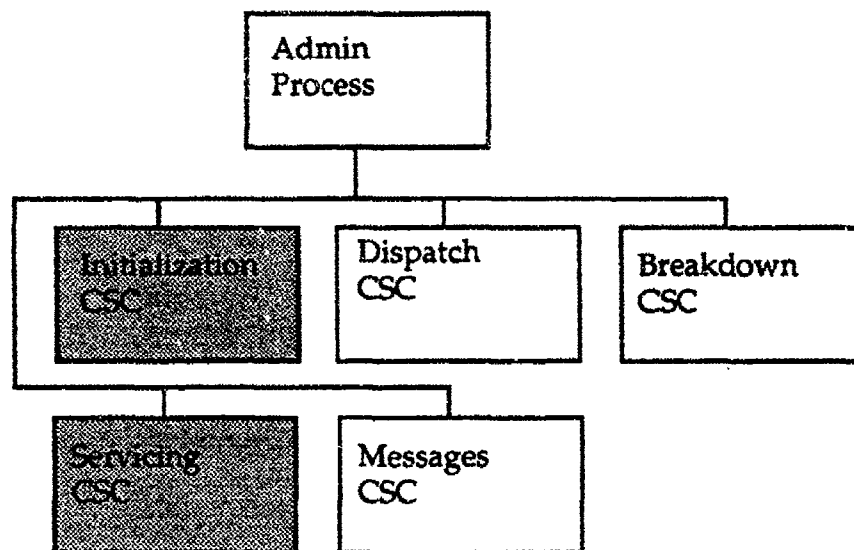 Admin
Process
Initialization
CSC
Dispatch
CSC
Breakdown
CSC
Servicing
CSC
Messages
CSC